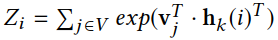 Z_i = ∑_{j∈V} exp(𝐯_j^T · 𝐡_k(i)^T)